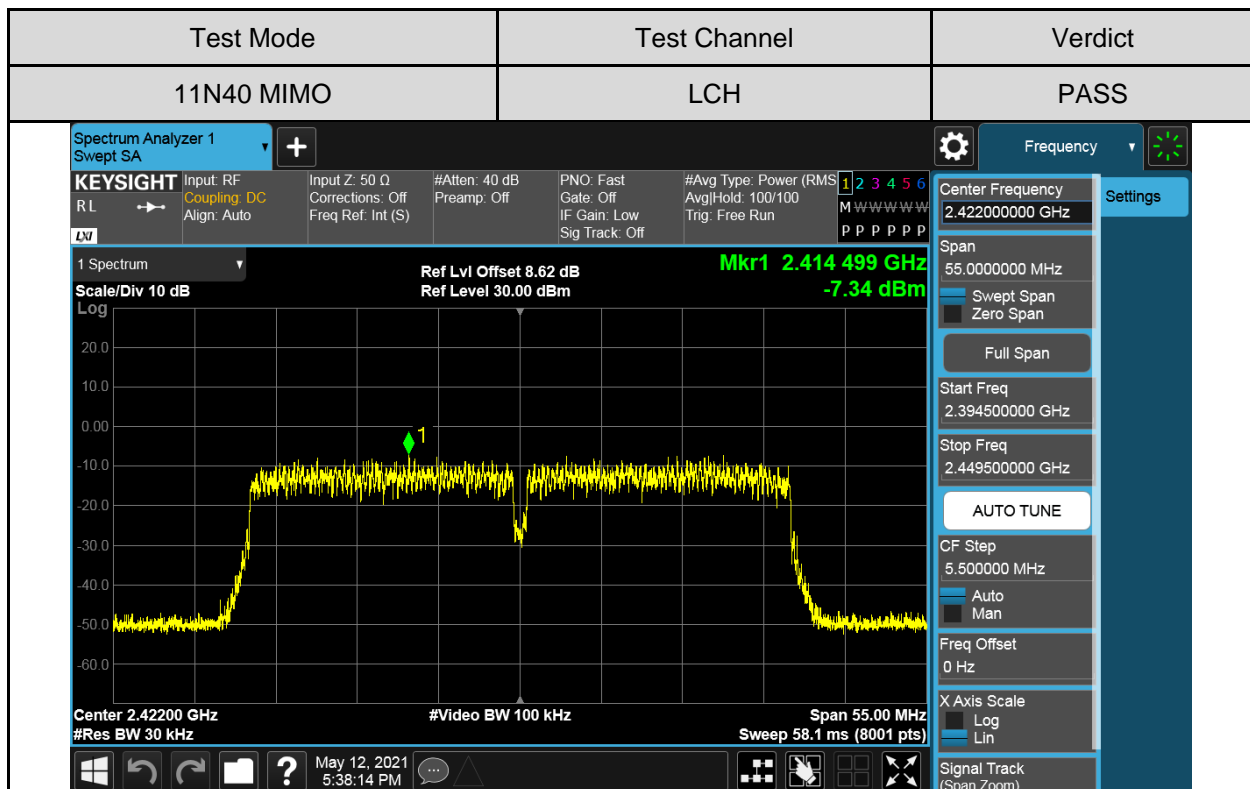 Test Mode Test Channel Verdict
11N40 MIMO LCH PASS
Spectrum Analyzer 1
Swept SA
+
Frequency
KEYSIGHT Input: RF Input Z: 50 Ω #Atten: 40 dB PNO: Fast #Avg Type: Power (RMS 1 2 3 4 5 6
RL Coupling: DC Corrections: Off Preamp: Off Gate: Off Avg|Hold: 100/100 M W W W W W
Align: Auto Freq Ref: Int (S) IF Gain: Low Trig: Free Run
LXI Sig Track: Off P P P P P P
Center Frequency
2.422000000 GHz
Settings
Span
55.0000000 MHz
Swept Span
Zero Span
Full Span
Start Freq
2.394500000 GHz
Stop Freq
2.449500000 GHz
AUTO TUNE
CF Step
5.500000 MHz
Auto
Man
Freq Offset
0 Hz
X Axis Scale
Log
Lin
Signal Track
(Span Zoom)
1 Spectrum Ref Lvl Offset 8.62 dB Mkr1 2.414 499 GHz
Scale/Div 10 dB Ref Level 30.00 dBm -7.34 dBm
Log
20.0
10.0
0.00
1
-10.0
-20.0
-30.0
-40.0
-50.0
-60.0
Center 2.42200 GHz #Video BW 100 kHz Span 55.00 MHz
#Res BW 30 kHz Sweep 58.1 ms (8001 pts)
? May 12, 2021
5:38:14 PM